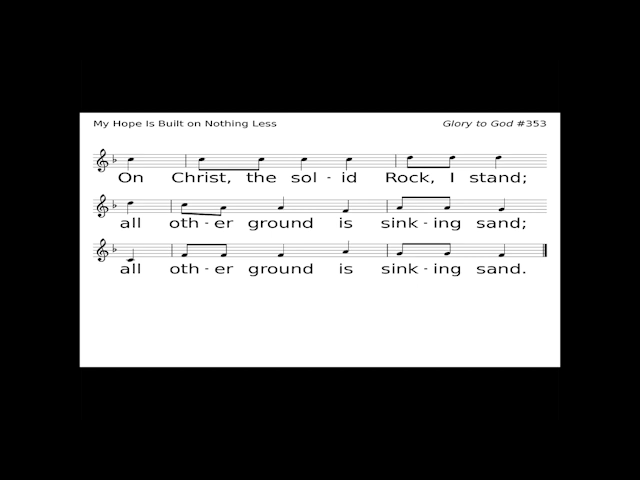 My Hope Is Built on Nothing Less Glory to God #353
On Christ, the sol - id Rock, I stand;
all oth - er ground is sink - ing sand;
all oth - er ground is sink - ing sand.